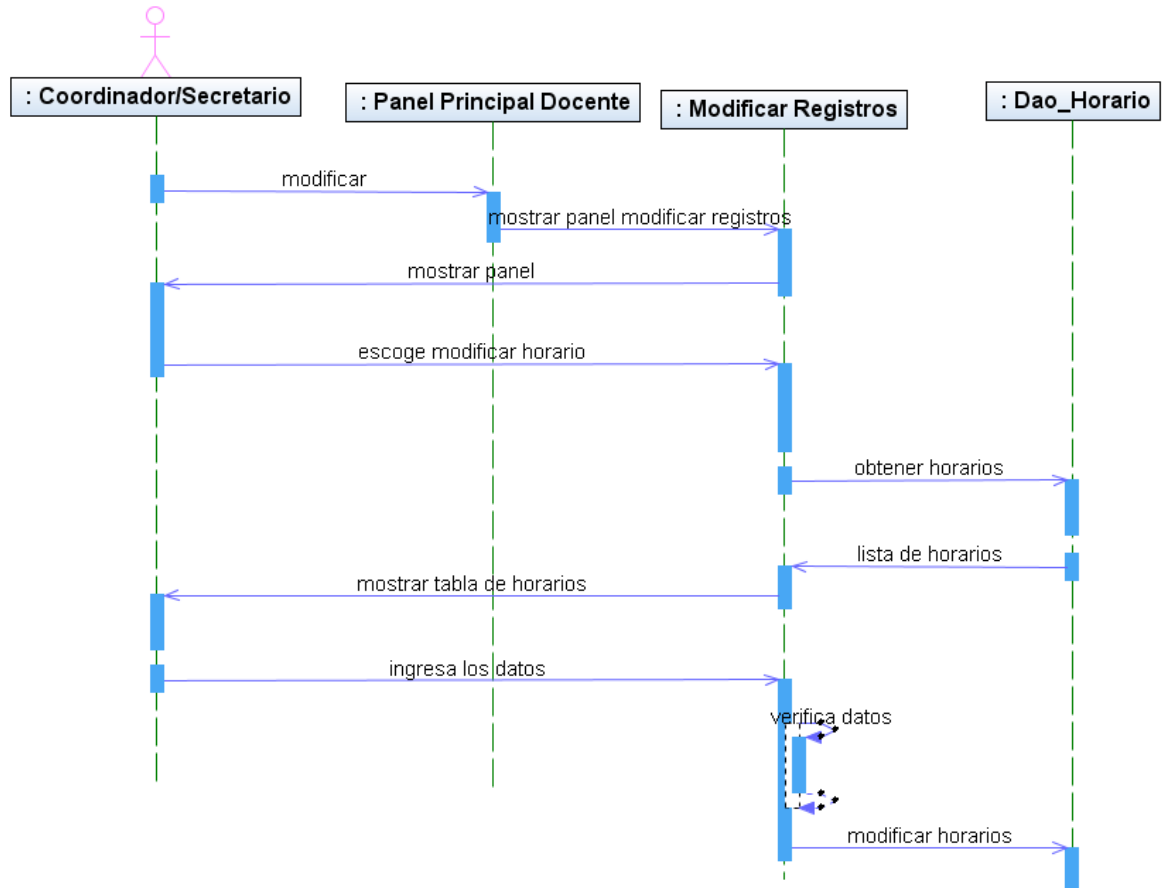 : Coordinador/Secretario
: Panel Principal Docente
: Modificar Registros
: Dao_Horario
modificar
mostrar panel modificar registros
mostrar panel
escoge modificar horario
obtener horarios
lista de horarios
mostrar tabla de horarios
ingresa los datos
verifica datos
modificar horarios